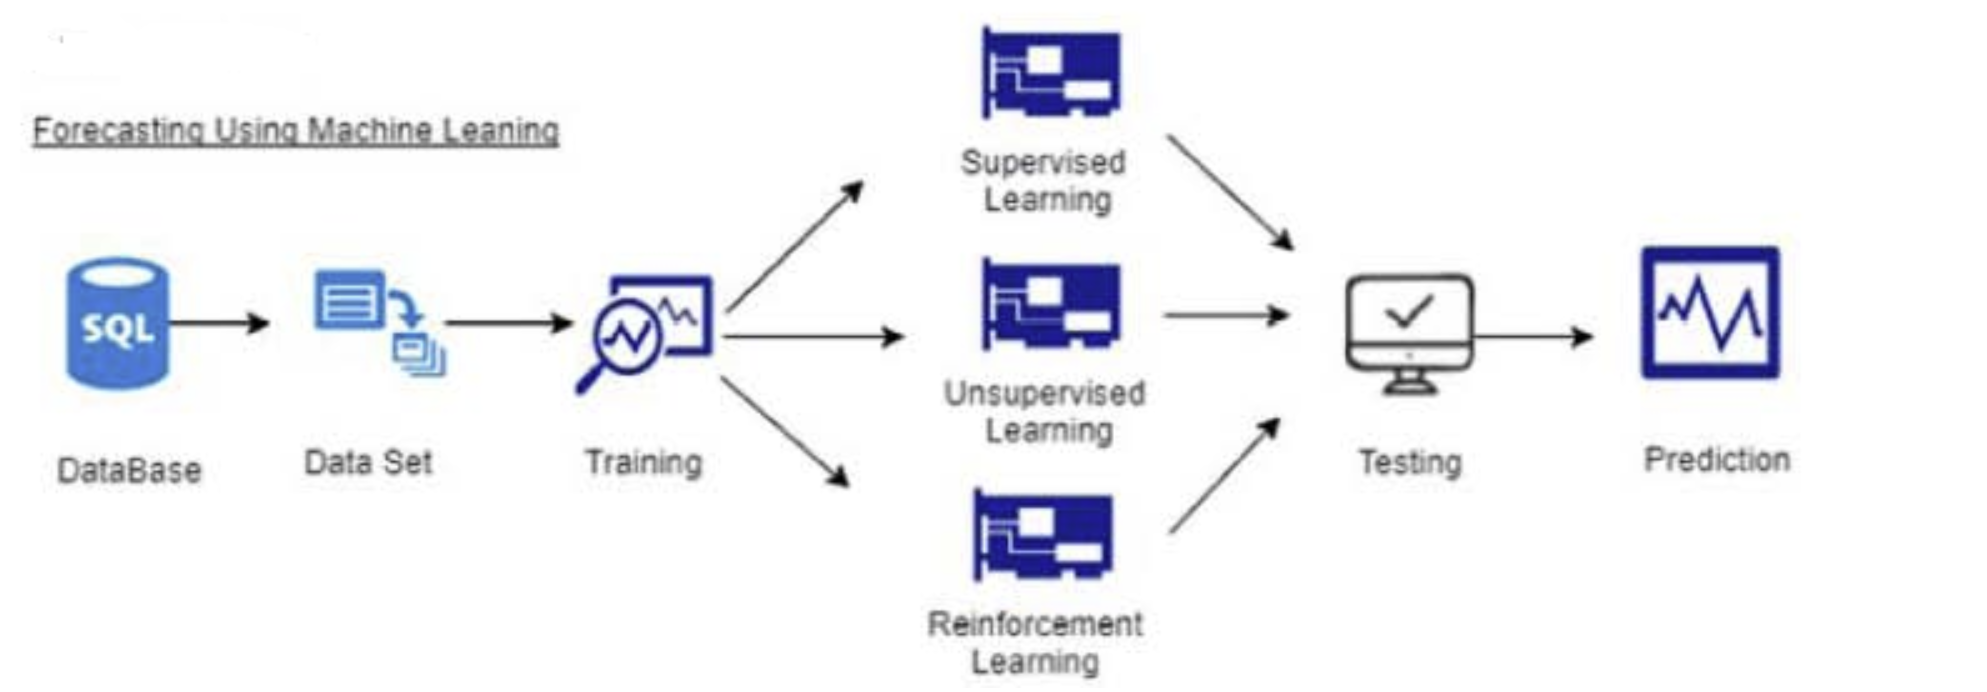 Forecasting Using Machine Leaning
SQL
DataBase
Data Set
Training
Supervised
Learning
Unsupervised
Learning
Reinforcement
Learning
Testing
Prediction